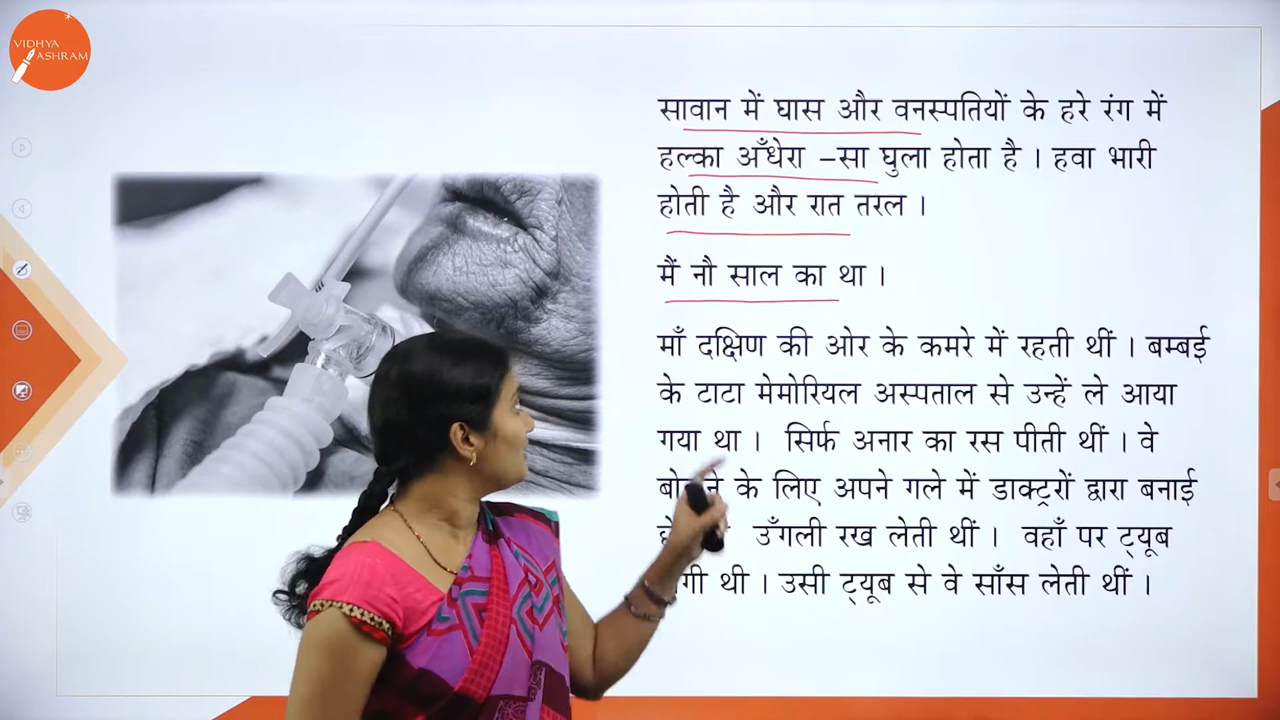 VIDHYA
ASHRAM
सावान में घास और वनस्पतियों के हरे रंग में
हल्का अँधेरा –सा घुला होता है । हवा भारी
होती है और रात तरल ।
मैं नौ साल का था ।
माँ दक्षिण की ओर के कमरे में रहती थीं । बम्बई
के टाटा मेमोरियल अस्पताल से उन्हें ले आया
गया था । सिर्फ अनार का रस पीती थीं । वे
के लिए अपने गले में डाक्ट्ररों द्वारा बनाई
उँगली रख लेती थीं । वहाँ पर ट्यूब
थी । उसी ट्यूब से वे साँस लेती थीं ।